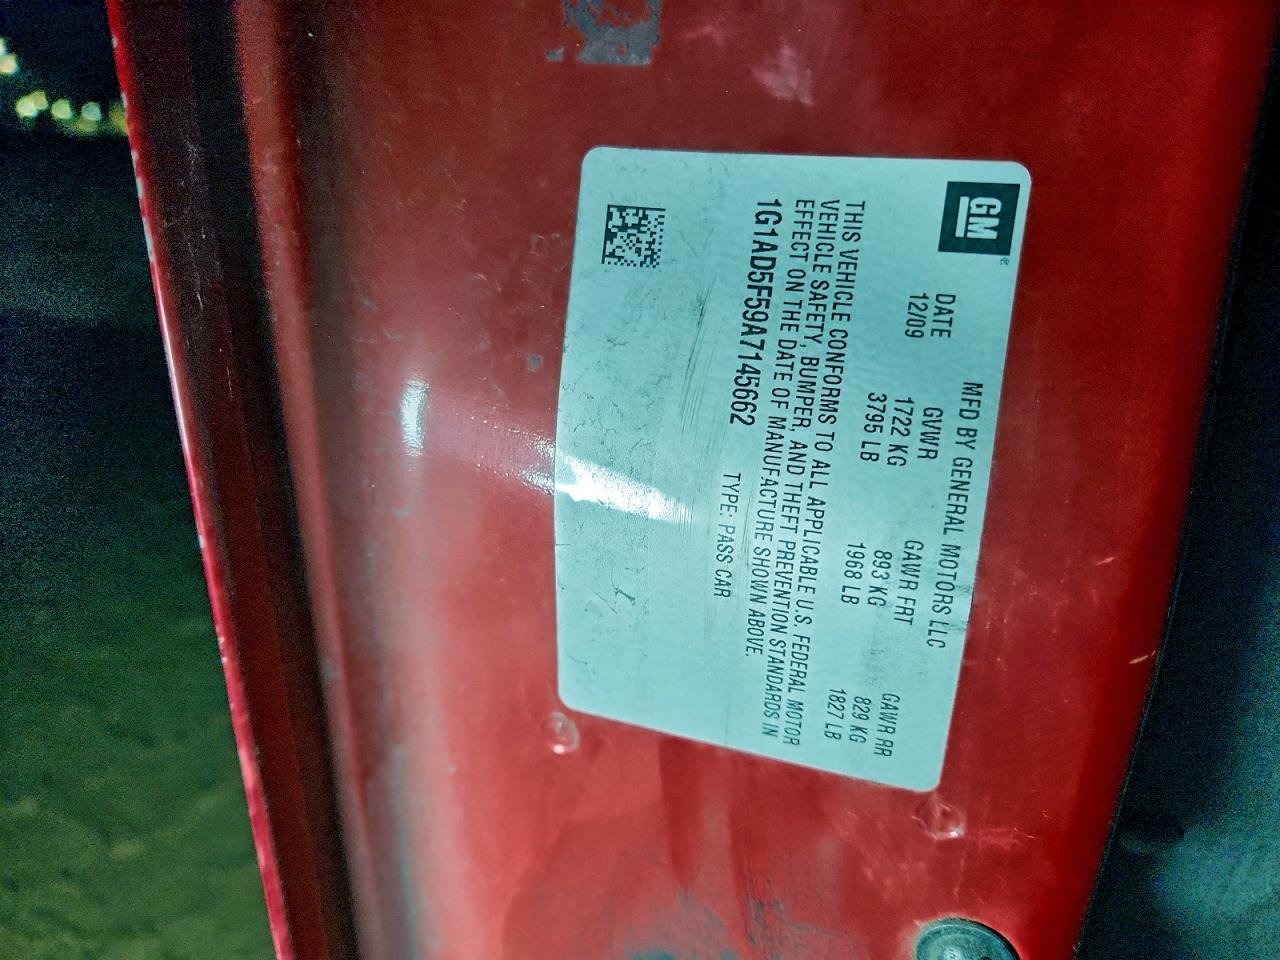 GM
MFD BY GENERAL MOTORS LLC
DATE GVWR GAWR FRT GAWR RR
12/09 1722 KG 893 KG 829 KG
3795 LB 1968 LB 1827 LB
THIS VEHICLE CONFORMS TO ALL APPLICABLE U.S. FEDERAL MOTOR
VEHICLE SAFETY, BUMPER, AND THEFT PREVENTION STANDARDS IN
EFFECT ON THE DATE OF MANUFACTURE SHOWN ABOVE.
1G1AD5F59A7145662 TYPE: PASS CAR